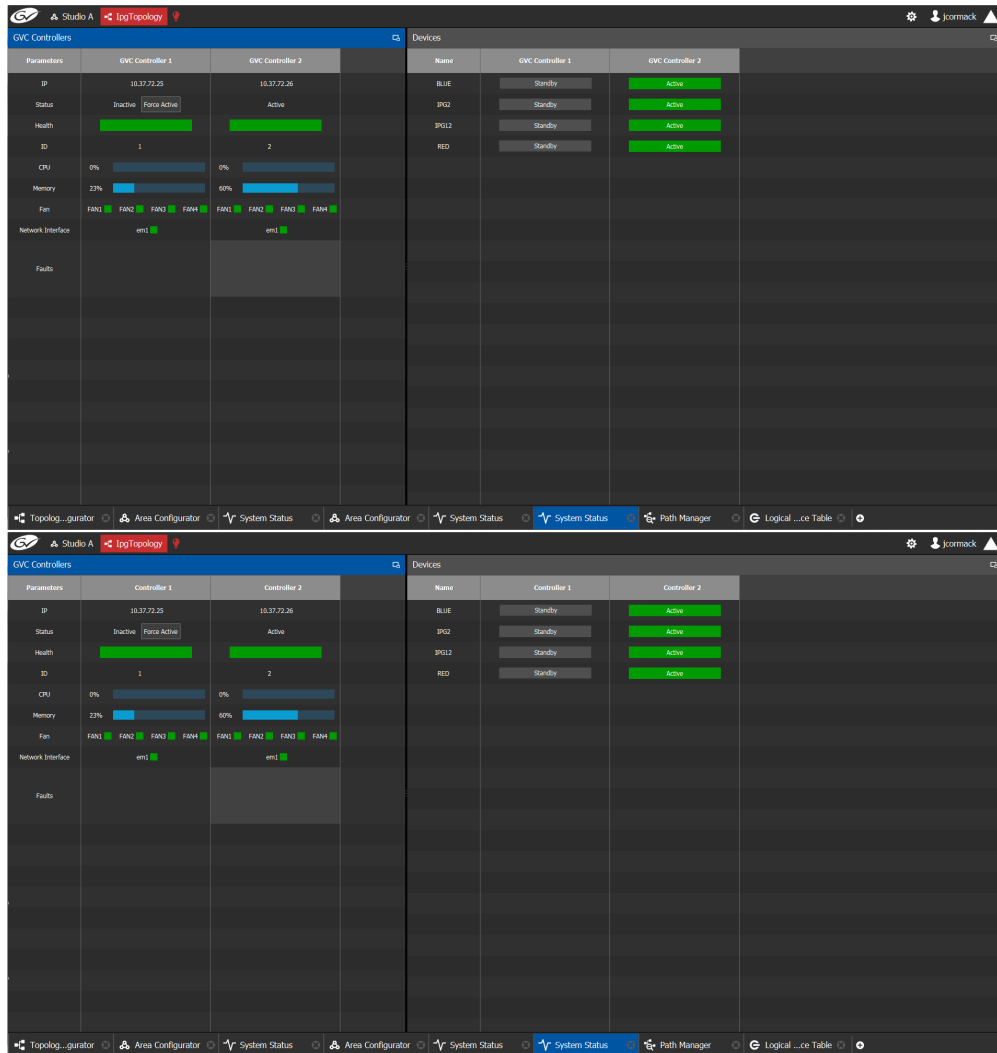 GV Studio A IpgTopology jcormack
GVC Controllers Devices
Parameters GVC Controller 1 GVC Controller 2 Name GVC Controller 1 GVC Controller 2
IP 10.37.72.25 10.37.72.26 BLUE Standby Active
Status Inactive Force Active Active IPG2 Standby Active
Health IPG12 Standby Active
ID 1 2 RED Standby Active
CPU 0% 0%
Memory 23% 60%
Fan FAN1 FAN2 FAN3 FAN4 FAN1 FAN2 FAN3 FAN4
Network Interface em1 em1
Faults
Topolog...gurator Area Configurator System Status Area Configurator System Status System Status Path Manager Logical ...ce Table
GV Studio A IpgTopology jcormack
GVC Controllers Devices
Parameters Controller 1 Controller 2 Name Controller 1 Controller 2
IP 10.37.72.25 10.37.72.26 BLUE Standby Active
Status Inactive Force Active Active IPG2 Standby Active
Health IPG12 Standby Active
ID 1 2 RED Standby Active
CPU 0% 0%
Memory 23% 60%
Fan FAN1 FAN2 FAN3 FAN4 FAN1 FAN2 FAN3 FAN4
Network Interface em1 em1
Faults
Topolog...gurator Area Configurator System Status Area Configurator System Status System Status Path Manager Logical ...ce Table